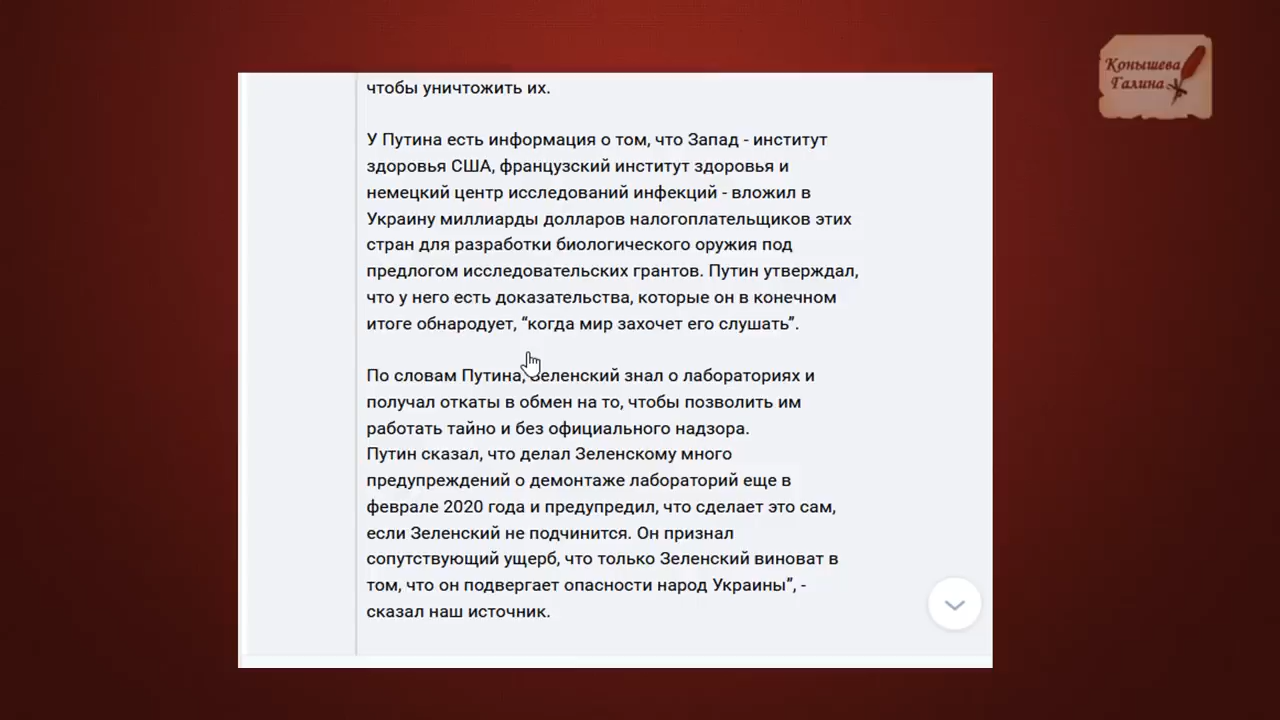 Конышева
Галина
чтобы уничтожить их.
У Путина есть информация о том, что Запад - институт
здоровья США, французский институт здоровья и
немецкий центр исследований инфекций - вложил в
Украину миллиарды долларов налогоплательщиков этих
стран для разработки биологического оружия под
предлогом исследовательских грантов. Путин утверждал,
что у него есть доказательства, которые он в конечном
итоге обнародует, “когда мир захочет его слушать”.
По словам Путина, Зеленский знал о лабораториях и
получал откаты в обмен на то, чтобы позволить им
работать тайно и без официального надзора.
Путин сказал, что делал Зеленскому много
предупреждений о демонтаже лабораторий еще в
феврале 2020 года и предупредил, что сделает это сам,
если Зеленский не подчинится. Он признал
сопутствующий ущерб, что только Зеленский виноват в
том, что он подвергает опасности народ Украины”, -
сказал наш источник.